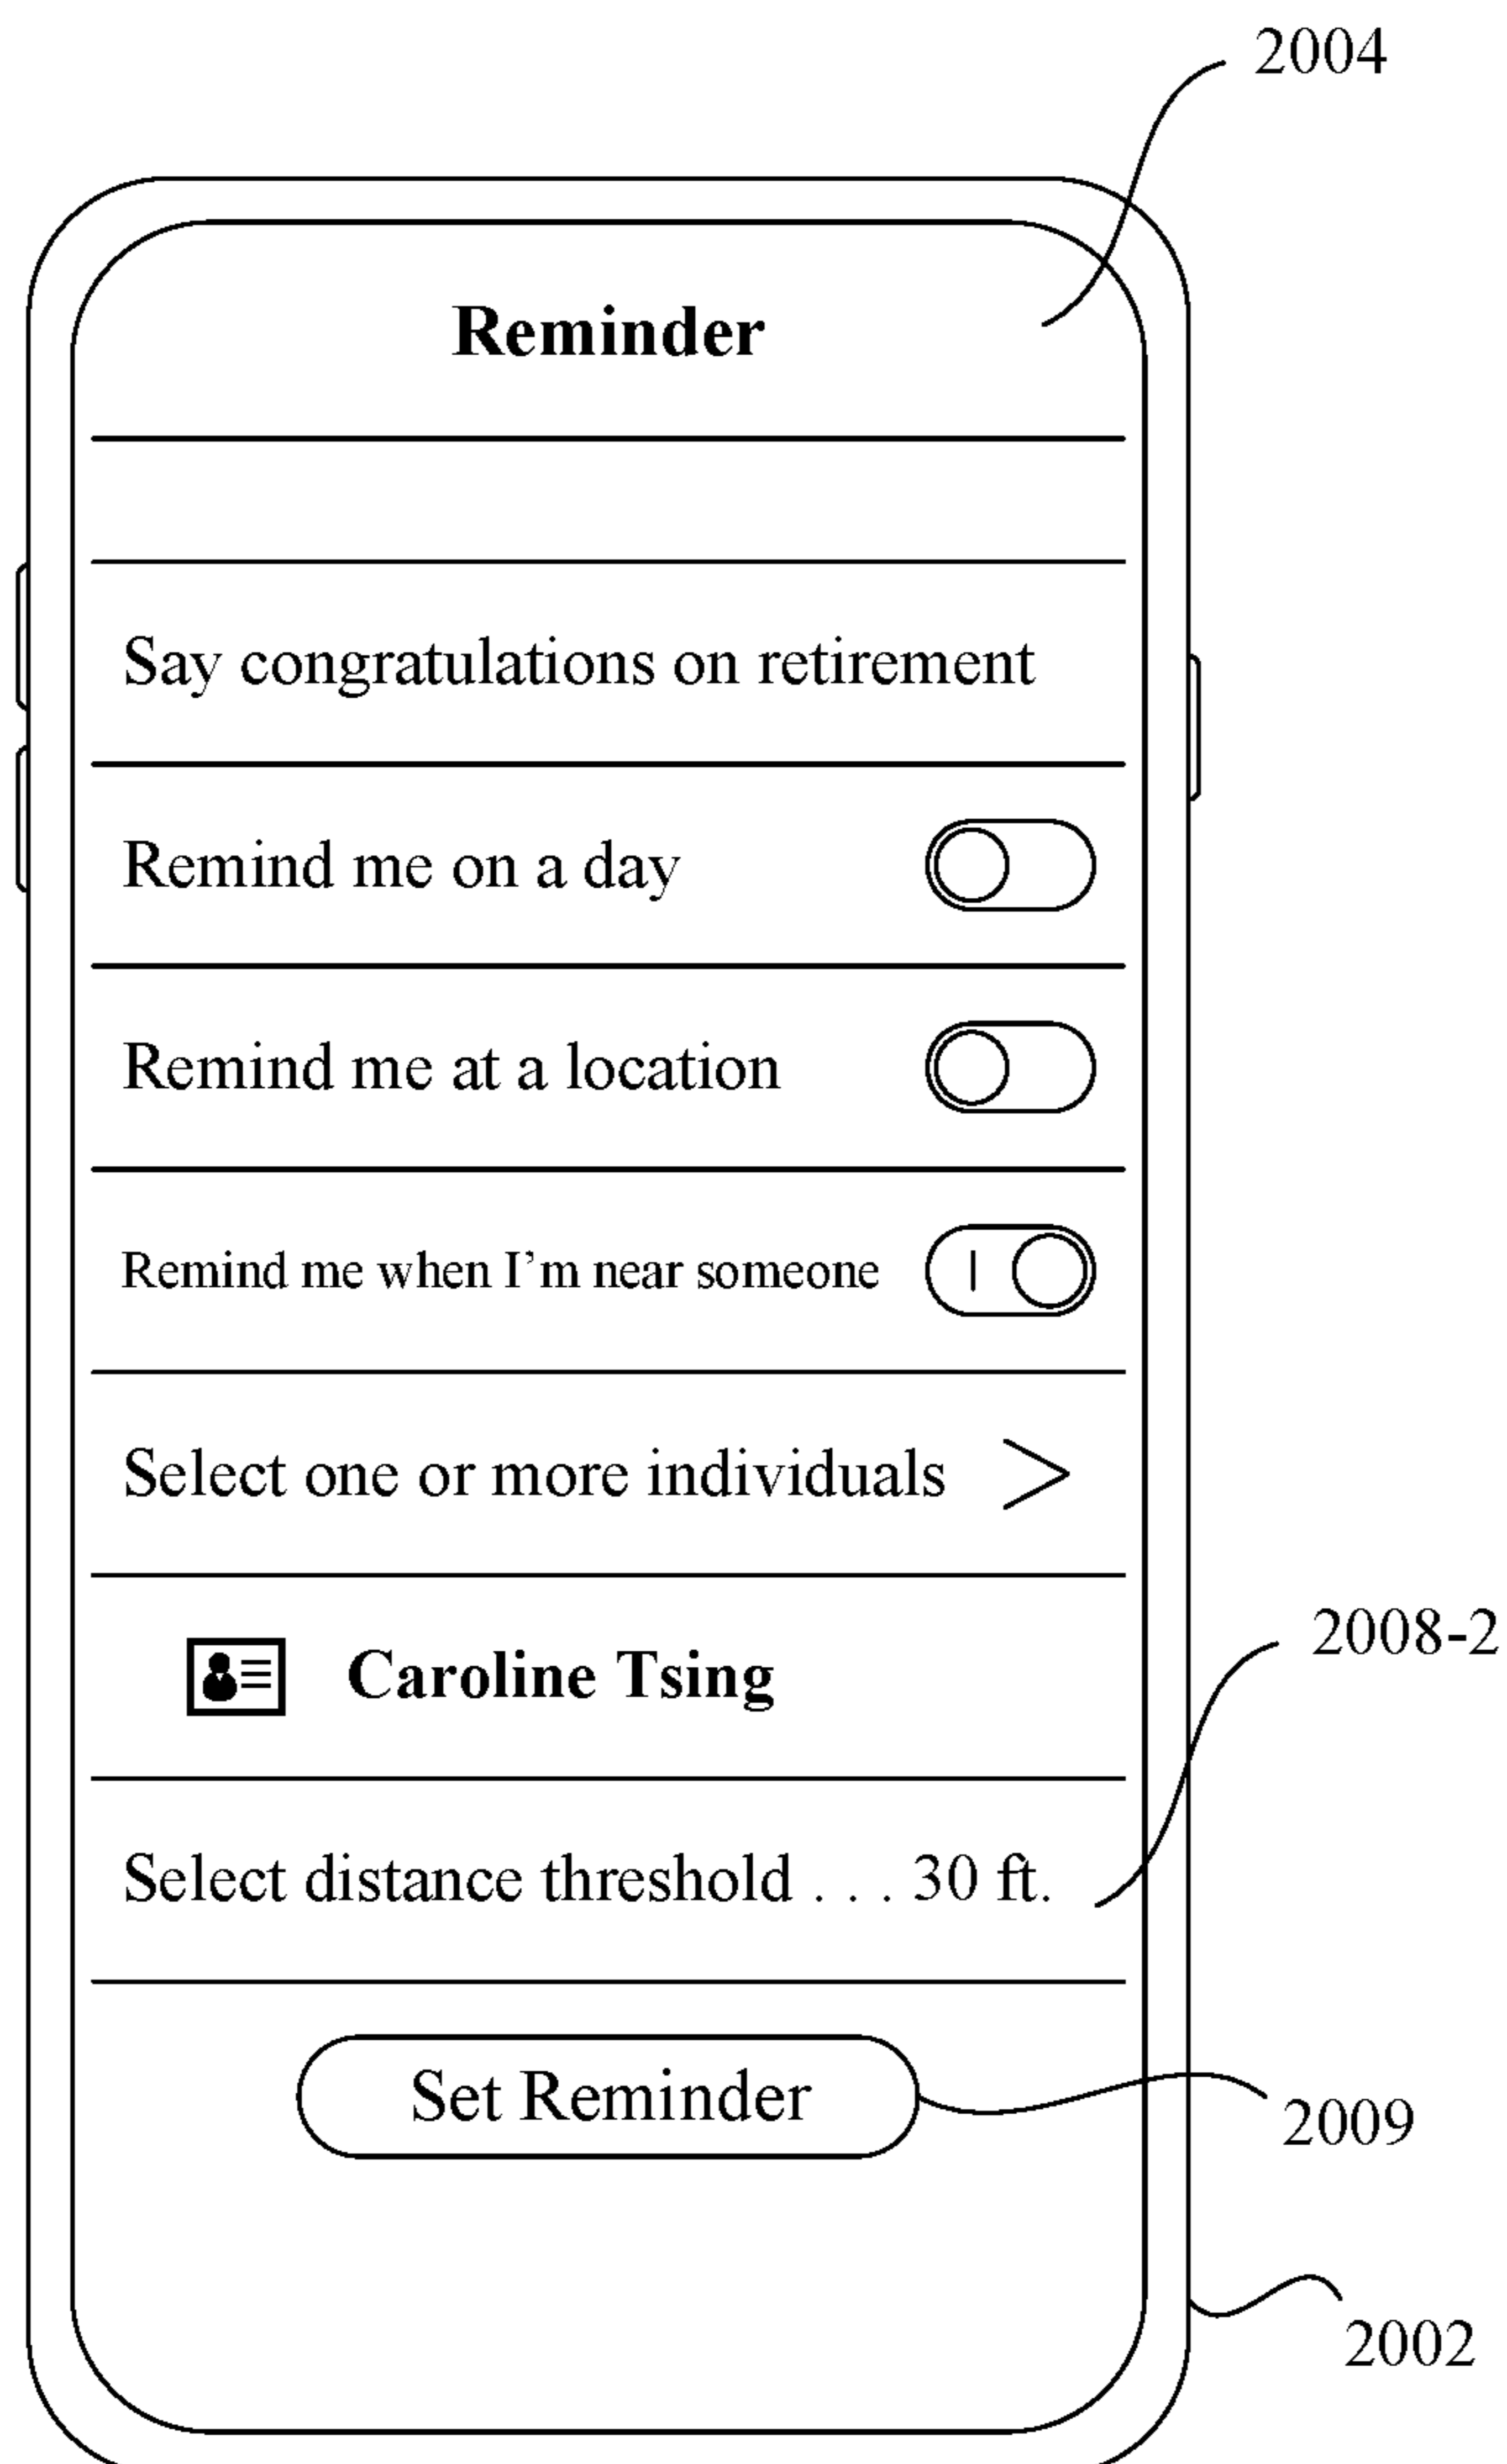 2004
Reminder
Say congratulations on retirement
Remind me on a day
Remind me at a location
Remind me when I’m near someone
Select one or more individuals
Caroline Tsing
2008-2
Select distance threshold . . . 30 ft.
Set Reminder
2009
2002